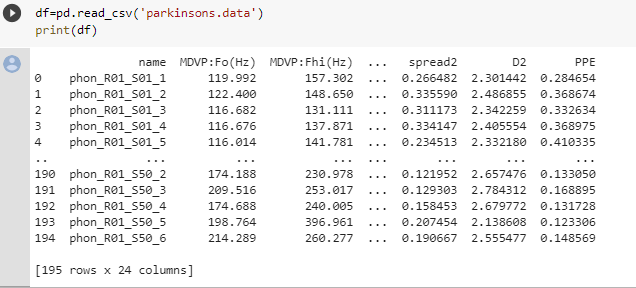 df=pd.read_csv('parkinsons.data')
print(df)
name MDVP:Fo(Hz) MDVP:Fhi(Hz) ... spread2 D2 PPE
0 phon_R01_S01_1 119.992 157.302 ... 0.266482 2.301442 0.284654
1 phon_R01_S01_2 122.400 148.650 ... 0.335590 2.486855 0.368674
2 phon_R01_S01_3 116.682 131.111 ... 0.311173 2.342259 0.332634
3 phon_R01_S01_4 116.676 137.871 ... 0.334147 2.405554 0.368975
4 phon_R01_S01_5 116.014 141.781 ... 0.234513 2.332180 0.410335
.. ... ... ... ... ... ... ...
190 phon_R01_S50_2 174.188 230.978 ... 0.121952 2.657476 0.133050
191 phon_R01_S50_3 209.516 253.017 ... 0.129303 2.784312 0.168895
192 phon_R01_S50_4 174.688 240.005 ... 0.158453 2.679772 0.131728
193 phon_R01_S50_5 198.764 396.961 ... 0.207454 2.138608 0.123306
194 phon_R01_S50_6 214.289 260.277 ... 0.190667 2.555477 0.148569
[195 rows x 24 columns]